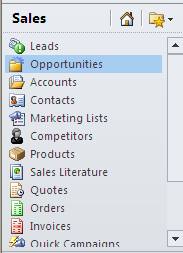 Sales
Leads
Opportunities
Accounts
Contacts
Marketing Lists
Competitors
Products
Sales Literature
Quotes
Orders
Invoices
Quick Campaigns